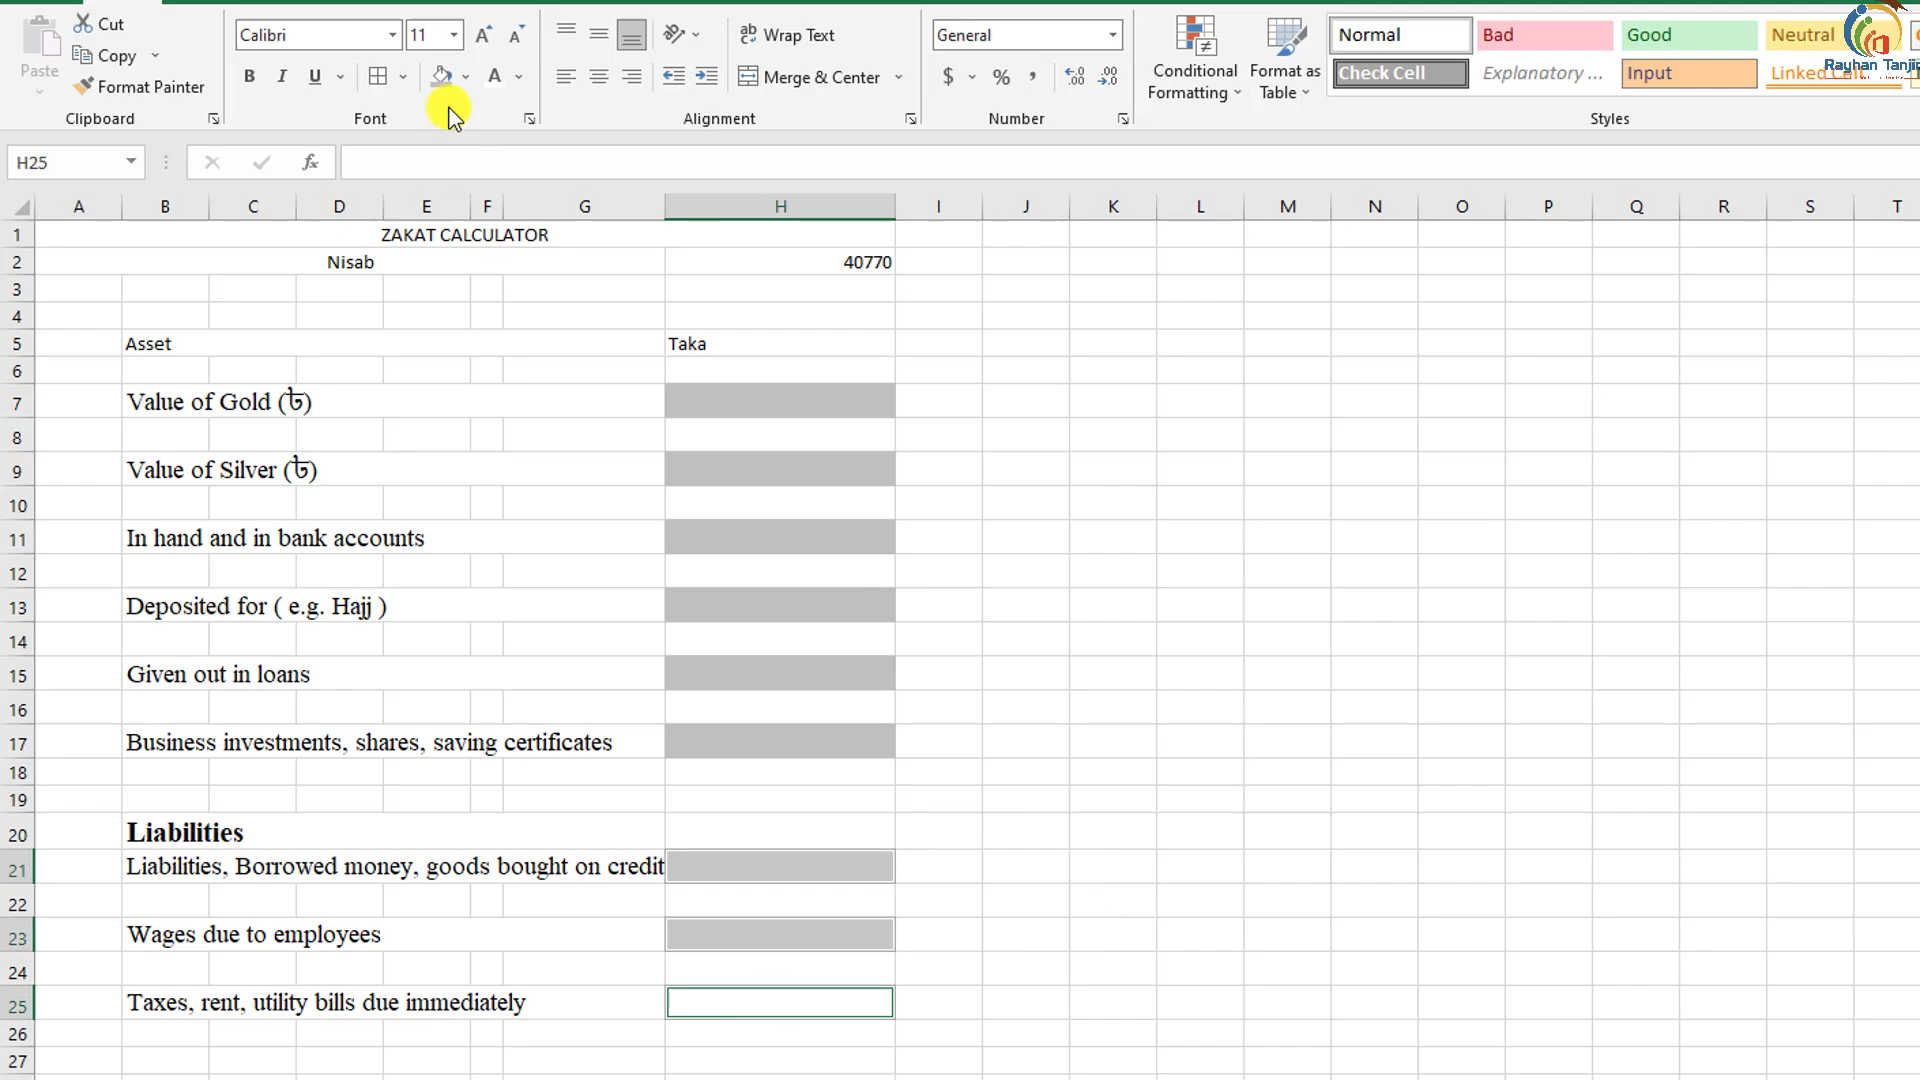 Cut
Copy
Paste
Format Painter
Clipboard
Calibri
11
B I U
A
Font
Wrap Text
Merge & Center
Alignment
General
$ % ,
Number
Conditional
Formatting
Format as
Table
Normal
Bad
Good
Neutral
Check Cell
Explanatory ...
Input
Linked Cell
Styles
Rayhan Tanjir
H25
fx
A B C D E F G H I J K L M N O P Q R S T
1 ZAKAT CALCULATOR
2 Nisab 40770
3
4
5 Asset Taka
6
7 Value of Gold (৳)
8
9 Value of Silver (৳)
10
11 In hand and in bank accounts
12
13 Deposited for ( e.g. Hajj )
14
15 Given out in loans
16
17 Business investments, shares, saving certificates
18
19
20 Liabilities
21 Liabilities, Borrowed money, goods bought on credit
22
23 Wages due to employees
24
25 Taxes, rent, utility bills due immediately
26
27